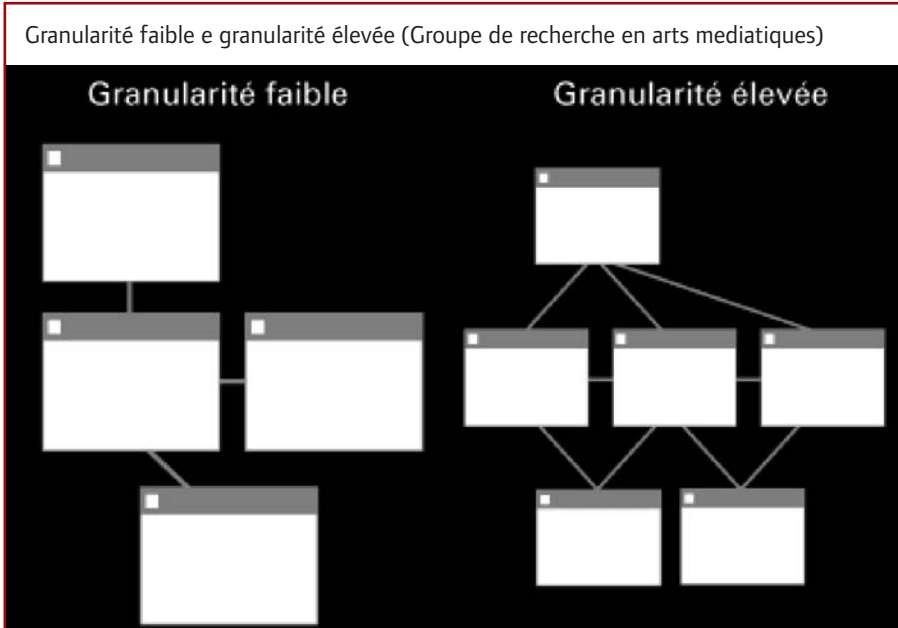 Granularité faible e granularité élevée (Groupe de recherche en arts mediatiques)
Granularité faible
Granularité élevée